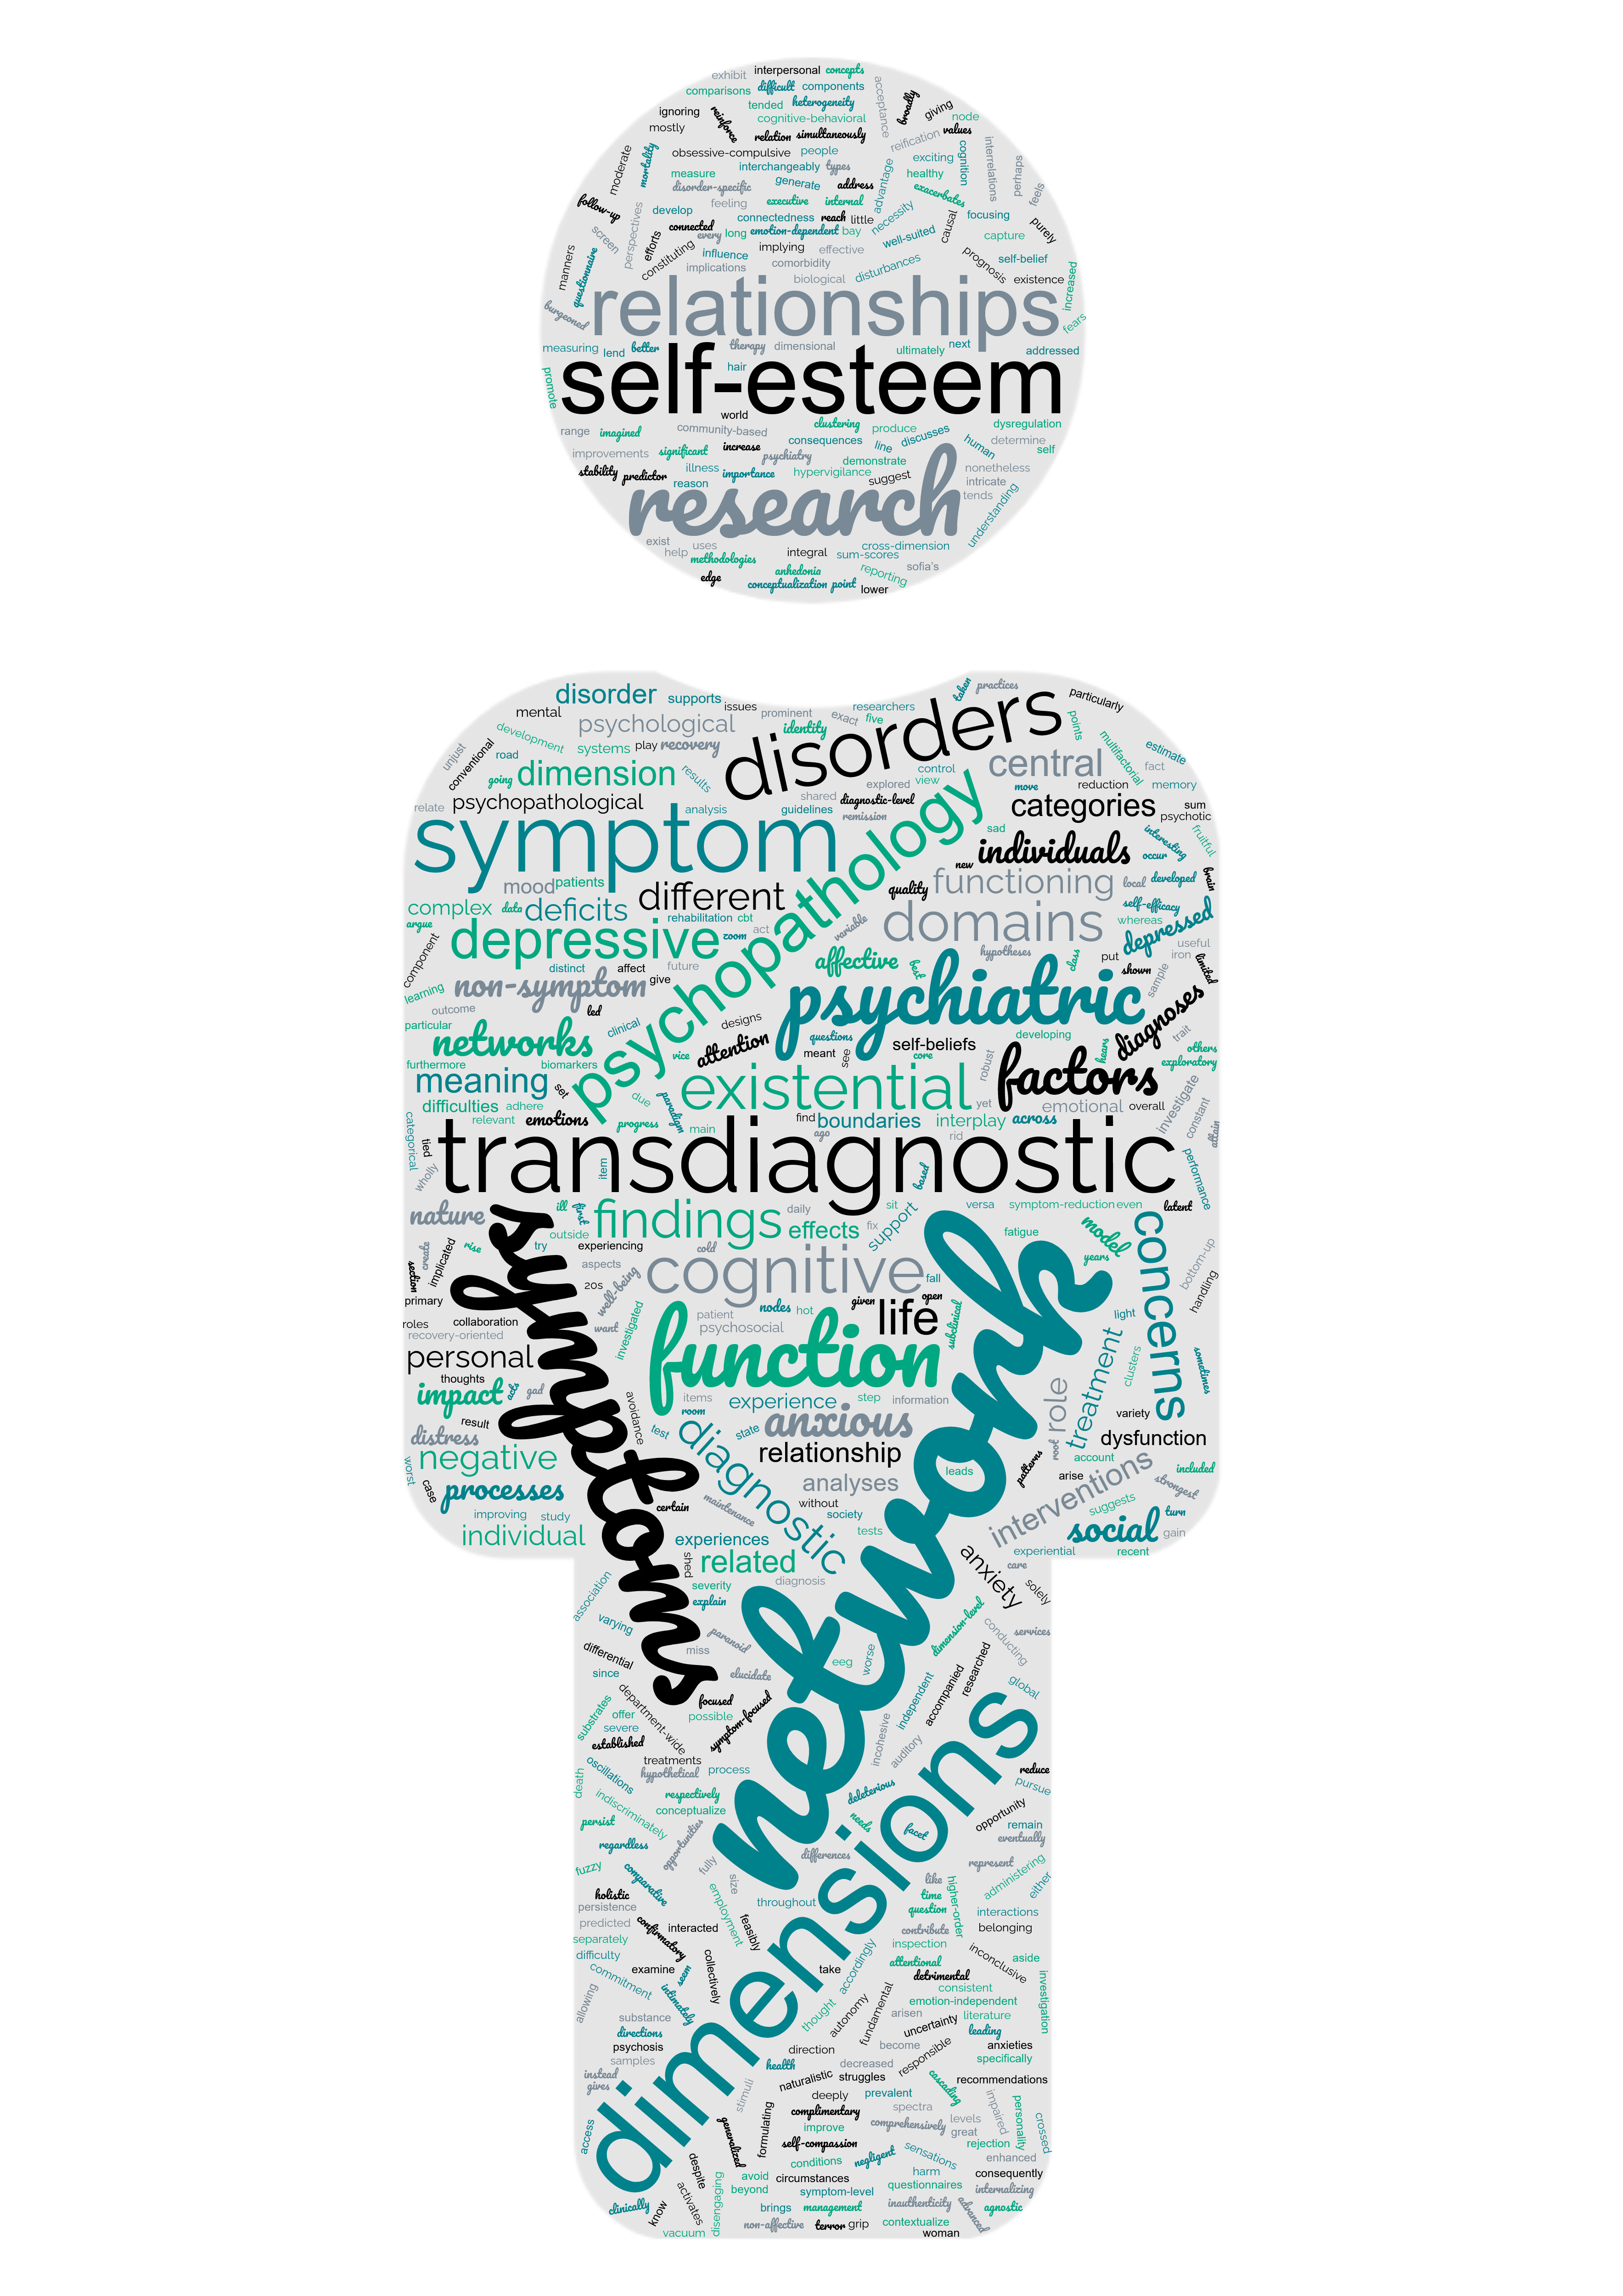 exhibit interpersonal concepts
comparisons difficult components
tended heterogeneity acceptance broadly giving
ignoring reinforce cognitive-behavioral node
mostly relation simultaneously reification values
moderate mortality obsessive-compulsive people exciting cognition interrelations perhaps
interchangeably types
measure generate address advantage healthy
disorder-specific exacerbates feels
follow-up feeling executive internal
develop connectedness reach little necessity causal focusing purely
screen perspectives efforts connected every long emotion-dependent bay well-suited capture
manners constituting implying effective
questionnaire influence comorbidity disturbances prognosis self-belief
implications biological existence increased
burgeoned relationships fears
measuring lend better therapy dimensional ultimately next addressed
promote self-esteem
hair
world
range imagined community-based clustering produce dysregulation
consequences line discusses human determine
improvements significant increase psychiatry demonstrate self
stability predictor illness importance hypervigilance nonetheless
reason suggest intricate
research tends understanding
exist uses integral cross-dimension
help methodologies sum-scores
edge anhedonia reporting sofia's
conceptualization point lower
disorder supports taken practices
mental issues prominent exact researchers particularly
psychological identity five disorders points
unjust conventional development systems play recovery multifactorial estimate
road central fact
going dimension results control view move reduction memory
explored
relate psychopathological analysis shared diagnostic-level categories sum
guidelines remission psychotic
symptom psychopathology sad interesting fruitful
individuals occur
new
mood patients different quality functioning local developed brain
complex data deficits rehabilitation cbt domains self-efficacy
argue whereas depressed
depressive zoom act variable useful
component distinct affect future affective best hypotheses class put iron limited
learning non-symptom give psychiatric shown sample
outcome led diagnoses
particular networks clinical designs questions developing trait
furthermore biomarkers vice attention meant see self-beliefs core robust factors hears others
meaning set existential exploratory
difficulties adhere due paradigm yet emotional overall investigate constant
relevant emotions progress main find boundaries interplay across attain
categorical tied ago rid
wholly item transdiagnostic based performance
nature ill first findings daily effects fix support sit versa symptom-reduction even latent
outside
create implicated rise try experiencing cold fatigue model concerns
section aspects cognitive fall years bottom-up
primary 20s well-being given open handling
roles collaboration want patient nodes hot life subclinical light
recovery-oriented investigated psychosocial
personal function treatment
thoughts
impact acts gad items experience step information role clusters sometimes
result avoidance room anxious variety
distress test state relationship root dysfunction
negative diagnostic leads patterns account
worst case processes certain maintenance analyses arise interventions strongest included
without suggests
improving study society social turn
individual experiences tests gain
shed related anxiety experiential recent
symptoms severity diagnosis care solely
association explain network
varying paranoid dimension-level conducting services
differential miss eeg worse
since elucidate independent accompanied researched global
substrates department-wide focused
offer possible symptom-focused incohesive auditory
severe
established treatments
oscillations hypothetical process reduce
death respectively deleterious pursue
indiscriminately conceptualize needs opportunity
persist facet remain
regardless opportunities eventually
fuzzy comparative fully differences represent administering either
holistic size like higher-order
persistence employment throughout time
question interactions
predicted confirmatory interacted feasibly contribute belonging
separately inspection
difficulty examine collectively take accordingly attentional inconclusive aside
commitment seem detrimental
allowing intimately consistent investigation
emotion-independent
substance thought autonomy fundamental arisen literature
directions uncertainty leading
psychosis direction become anxieties
samples health decreased responsible specifically
instead naturalistic struggles cascading recommendations
gives dimensions deeply prevalent
stimuli complimentary spectra impaired personality
formulating comprehensively levels
access generalized improve great crossed
self-compassion rejection
conditions negligent sensations enhanced
despite avoid circumstances harm consequently
beyond symptom-level questionnaires internalizing
clinically know activates disengaging brings management inauthenticity advanced agnostic
non-affective terror grip contextualize
vacuum woman